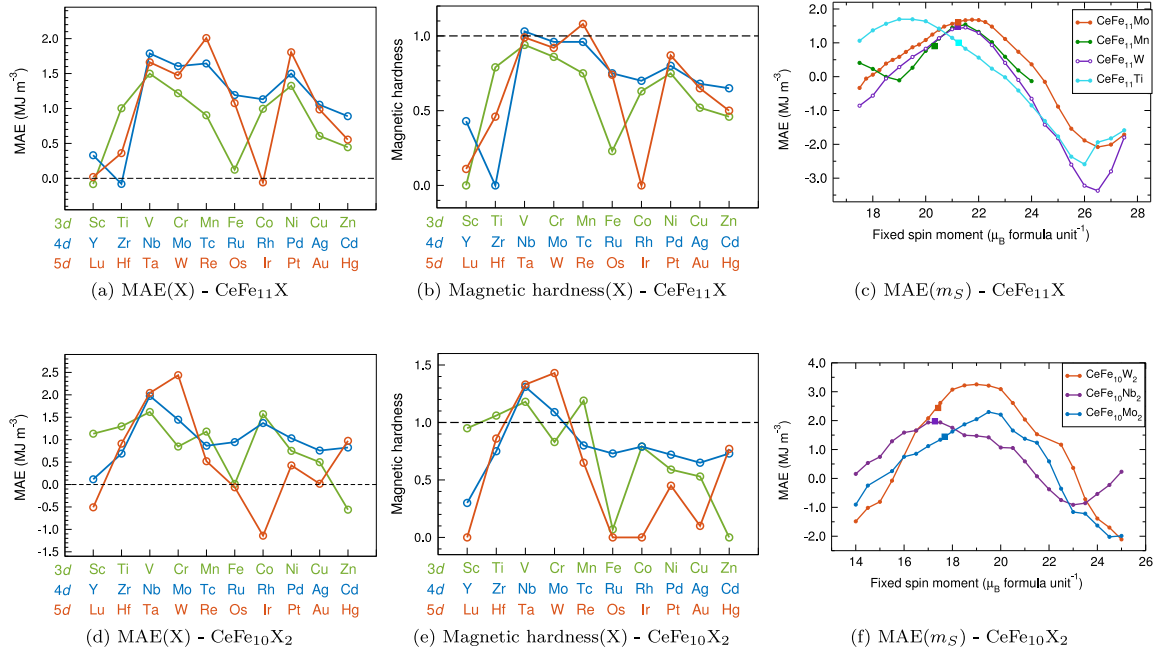 MAE (MJ m⁻³)
2.0
1.5
1.0
0.5
0.0
3d Sc Ti V Cr Mn Fe Co Ni Cu Zn
4d Y Zr Nb Mo Tc Ru Rh Pd Ag Cd
5d Lu Hf Ta W Re Os Ir Pt Au Hg
(a) MAE(X) - CeFe₁₁X
Magnetic hardness
1.0
0.5
0.0
3d Sc Ti V Cr Mn Fe Co Ni Cu Zn
4d Y Zr Nb Mo Tc Ru Rh Pd Ag Cd
5d Lu Hf Ta W Re Os Ir Pt Au Hg
(b) Magnetic hardness(X) - CeFe₁₁X
MAE (MJ m⁻³)
2.0
1.0
0.0
-1.0
-2.0
-3.0
CeFe₁₁Mo
CeFe₁₁Mn
CeFe₁₁W
CeFe₁₁Ti
18 20 22 24 26 28
Fixed spin moment (μB formula unit⁻¹)
(c) MAE(mS) - CeFe₁₁X
MAE (MJ m⁻³)
2.5
2.0
1.5
1.0
0.5
0.0
-0.5
-1.0
-1.5
3d Sc Ti V Cr Mn Fe Co Ni Cu Zn
4d Y Zr Nb Mo Tc Ru Rh Pd Ag Cd
5d Lu Hf Ta W Re Os Ir Pt Au Hg
(d) MAE(X) - CeFe₁₀X₂
Magnetic hardness
1.5
1.0
0.5
0.0
3d Sc Ti V Cr Mn Fe Co Ni Cu Zn
4d Y Zr Nb Mo Tc Ru Rh Pd Ag Cd
5d Lu Hf Ta W Re Os Ir Pt Au Hg
(e) Magnetic hardness(X) - CeFe₁₀X₂
MAE (MJ m⁻³)
4.0
3.0
2.0
1.0
0.0
-1.0
-2.0
CeFe₁₀W₂
CeFe₁₀Nb₂
CeFe₁₀Mo₂
14 16 18 20 22 24 26
Fixed spin moment (μB formula unit⁻¹)
(f) MAE(mS) - CeFe₁₀X₂